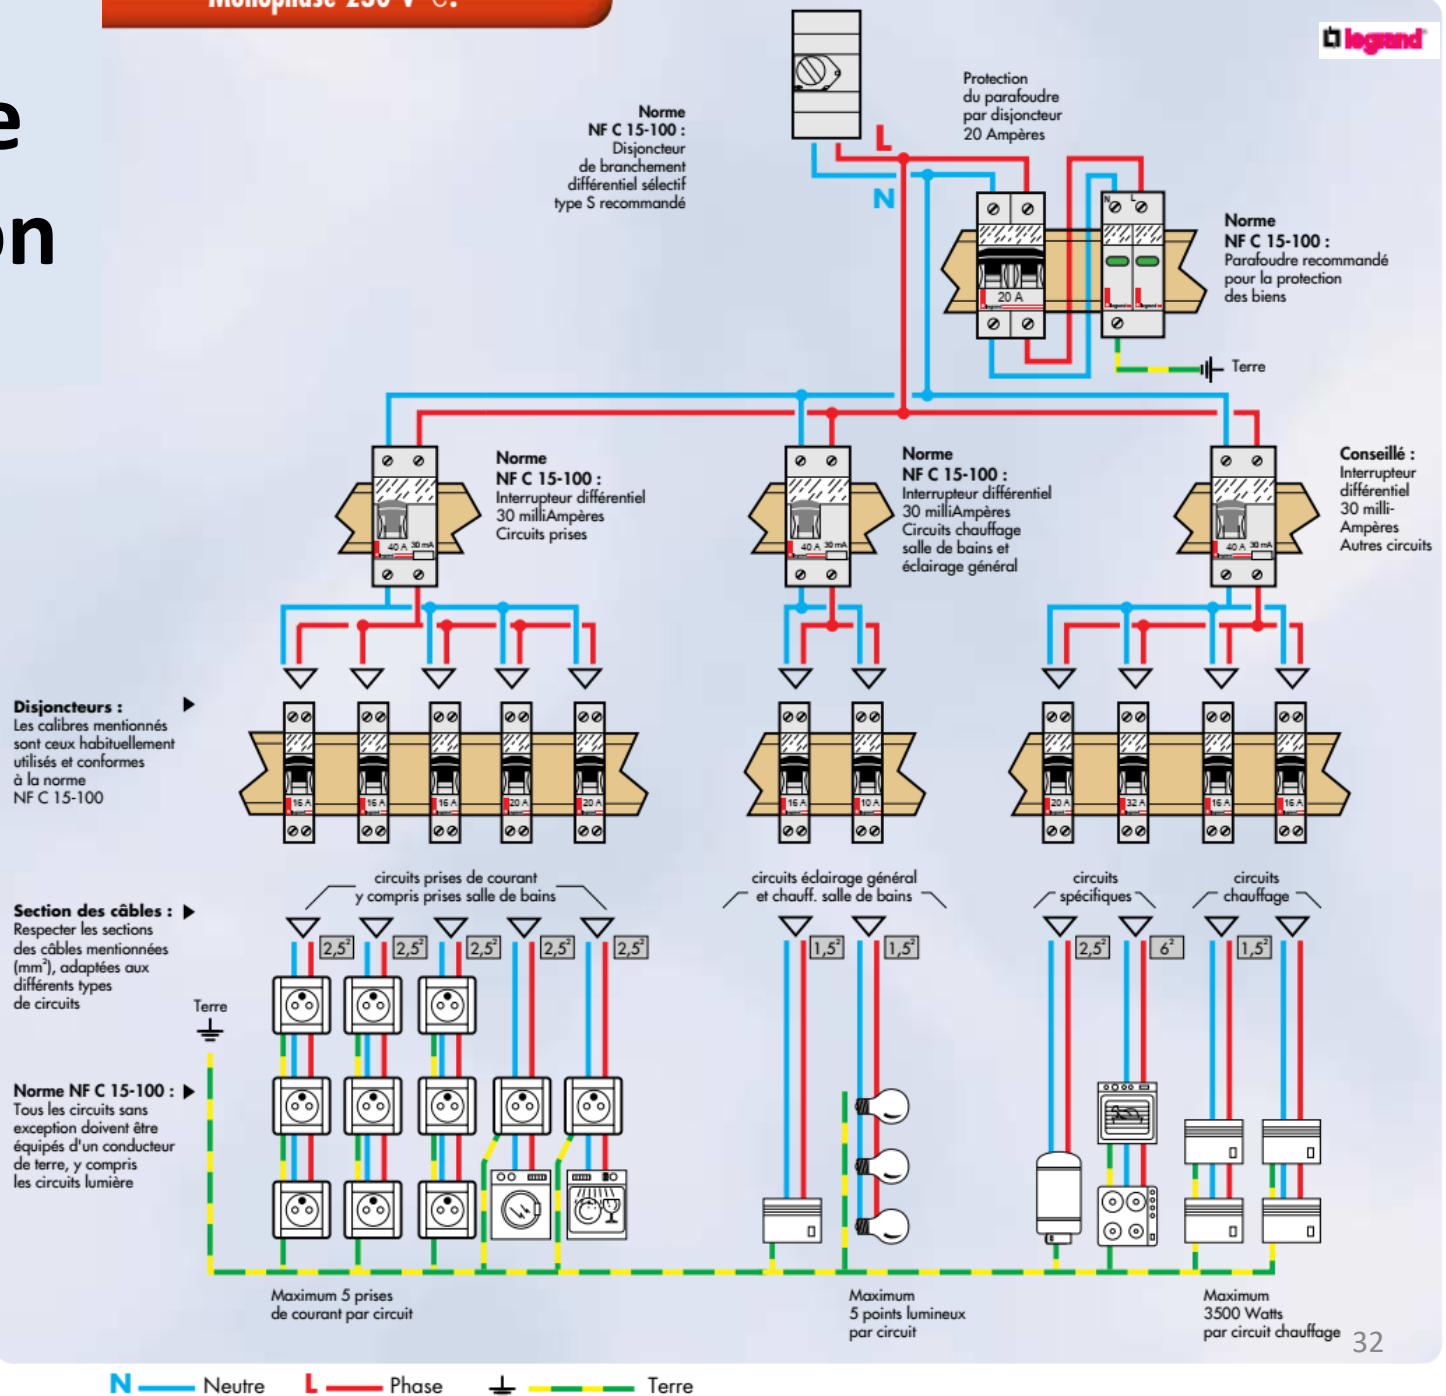 Monophasé 230 V
e
on
legrand
Norme
NF C 15-100 :
Disjoncteur
de branchement
différentiel sélectif
type S recommandé
L
N
Protection
du parafoudre
par disjoncteur
20 Ampères
N L
20 A
Norme
NF C 15-100 :
Parafoudre recommandé
pour la protection
des biens
Terre
Norme
NF C 15-100 :
Interrupteur différentiel
30 milliAmpères
Circuits prises
40 A 30 mA
Norme
NF C 15-100 :
Interrupteur différentiel
30 milliAmpères
Circuits chauffage
salle de bains et
éclairage général
40 A 30 mA
Conseillé :
Interrupteur
différentiel
30 milli-
Ampères
Autres circuits
40 A 30 mA
Disjoncteurs :
Les calibres mentionnés
sont ceux habituellement
utilisés et conformes
à la norme
NF C 15-100
16 A 16 A 16 A 20 A 20 A 16 A 10 A 20 A 32 A 16 A 16 A
circuits prises de courant
y compris prises salle de bains
circuits éclairage général
et chauff. salle de bains
circuits
spécifiques
circuits
chauffage
Section des câbles :
Respecter les sections
des câbles mentionnées
(mm²), adaptées aux
différents types
de circuits
2,5² 2,5² 2,5² 2,5² 2,5² 1,5² 1,5² 2,5² 6² 1,5²
Terre
Norme NF C 15-100 :
Tous les circuits sans
exception doivent être
équipés d'un conducteur
de terre, y compris
les circuits lumière
Maximum 5 prises
de courant par circuit
Maximum
5 points lumineux
par circuit
Maximum
3500 Watts
par circuit chauffage
32
N Neutre L Phase Terre